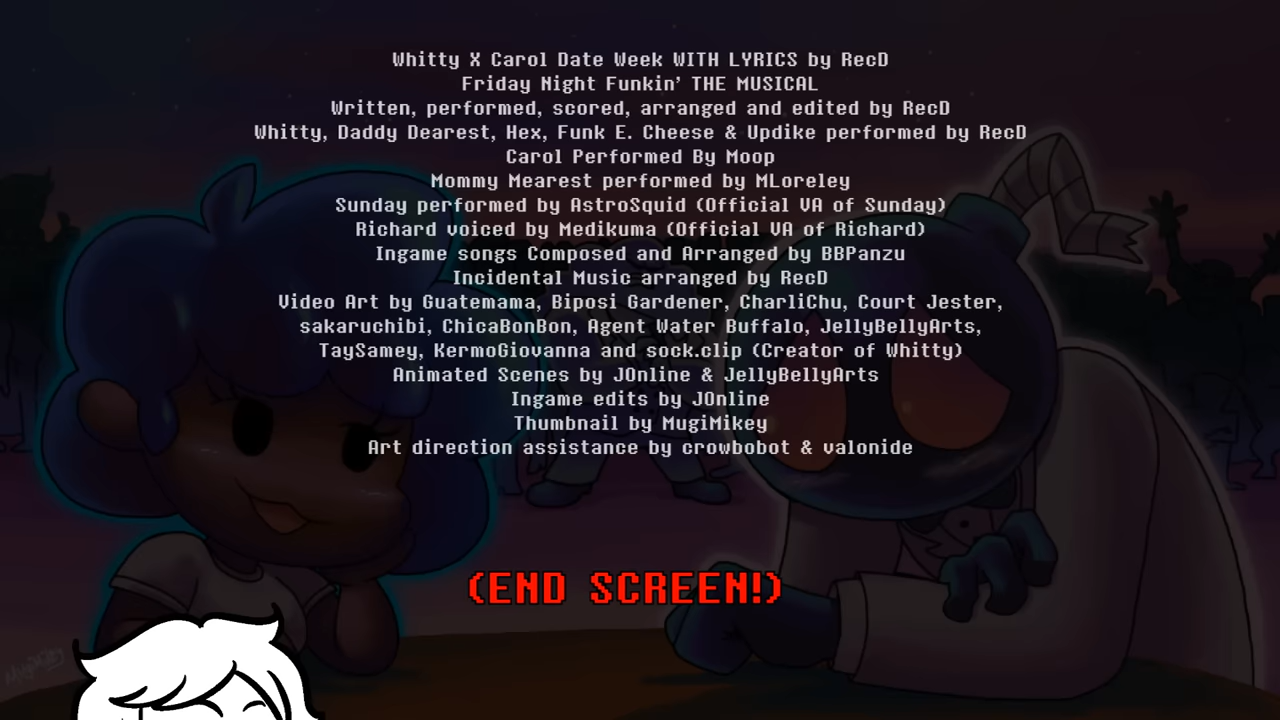 Whitty X Carol Date Week WITH LYRICS by RecD
Friday Night Funkin' THE MUSICAL
Written, performed, scored, arranged and edited by RecD
Whitty, Daddy Dearest, Hex, Funk E. Cheese & Updike performed by RecD
Carol Performed By Moop
Mommy Mearest performed by MLoreley
Sunday performed by AstroSquid (Official VA of Sunday)
Richard voiced by Medikuma (Official VA of Richard)
Ingame songs Composed and Arranged by BBPanzu
Incidental Music arranged by RecD
Video Art by Guatemama, Biposi Gardener, CharliChu, Court Jester,
sakaruchibi, ChicaBonBon, Agent Water Buffalo, JellyBellyArts,
TaySamey, KermoGiovanna and sock.clip (Creator of Whitty)
Animated Scenes by JOnline & JellyBellyArts
Ingame edits by JOnline
Thumbnail by MugiMikey
Art direction assistance by crowbobot & valonide
(END SCREEN!)
MugiMikey